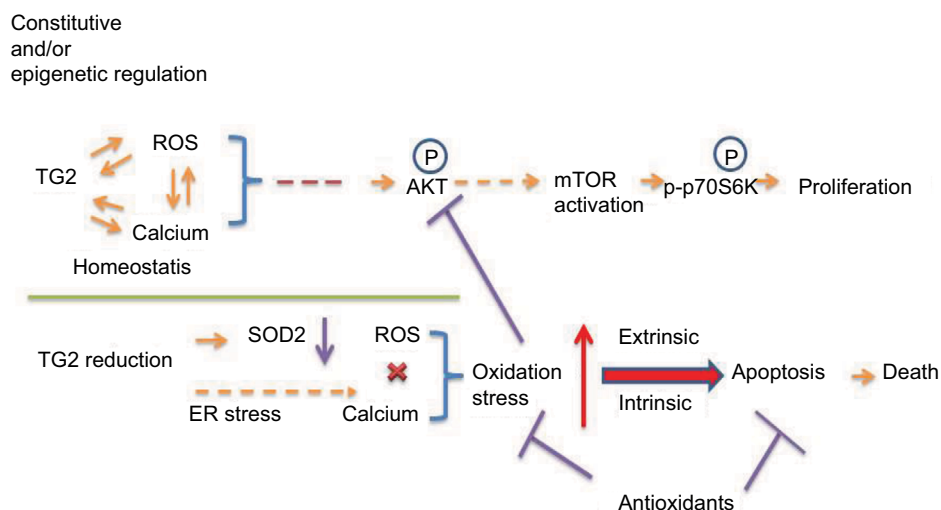 Constitutive
and/or
epigenetic regulation
ROS
TG2
Calcium
Homeostatis
P
AKT
mTOR
activation
P
p-p70S6K
Proliferation
TG2 reduction
SOD2
ROS
ER stress
Calcium
Oxidation
stress
Extrinsic
Intrinsic
Apoptosis
Death
Antioxidants